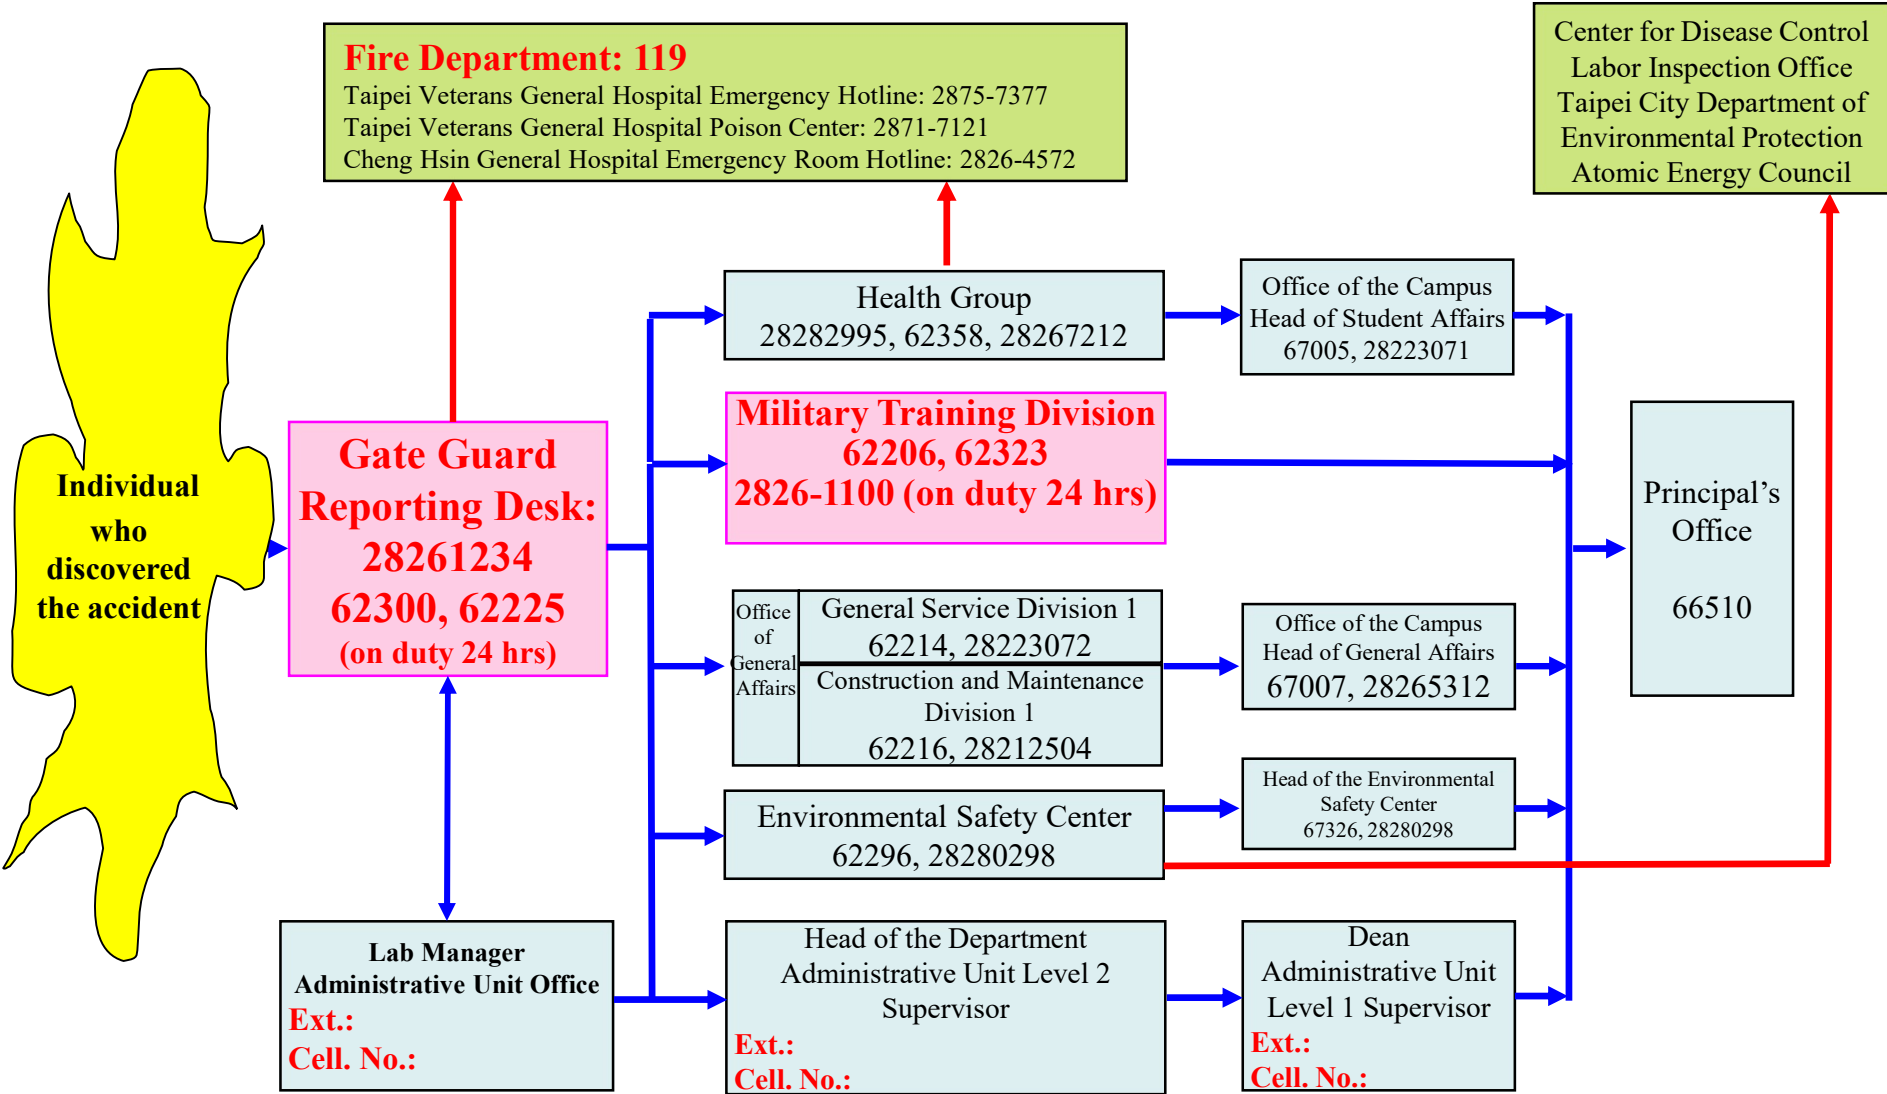 Fire Department: 119
Taipei Veterans General Hospital Emergency Hotline: 2875-7377
Taipei Veterans General Hospital Poison Center: 2871-7121
Cheng Hsin General Hospital Emergency Room Hotline: 2826-4572
Center for Disease Control
Labor Inspection Office
Taipei City Department of
Environmental Protection
Atomic Energy Council
Individual
who
discovered
the accident
Gate Guard
Reporting Desk:
28261234
62300, 62225
(on duty 24 hrs)
Lab Manager
Administrative Unit Office
Ext.:
Cell. No.:
Health Group
28282995, 62358, 28267212
Office of the Campus
Head of Student Affairs
67005, 28223071
Military Training Division
62206, 62323
2826-1100 (on duty 24 hrs)
Office
of
General
Affairs
General Service Division 1
62214, 28223072
Construction and Maintenance
Division 1
62216, 28212504
Office of the Campus
Head of General Affairs
67007, 28265312
Environmental Safety Center
62296, 28280298
Head of the Environmental
Safety Center
67326, 28280298
Head of the Department
Administrative Unit Level 2
Supervisor
Ext.:
Cell. No.:
Dean
Administrative Unit
Level 1 Supervisor
Ext.:
Cell. No.:
Principal’s
Office
66510